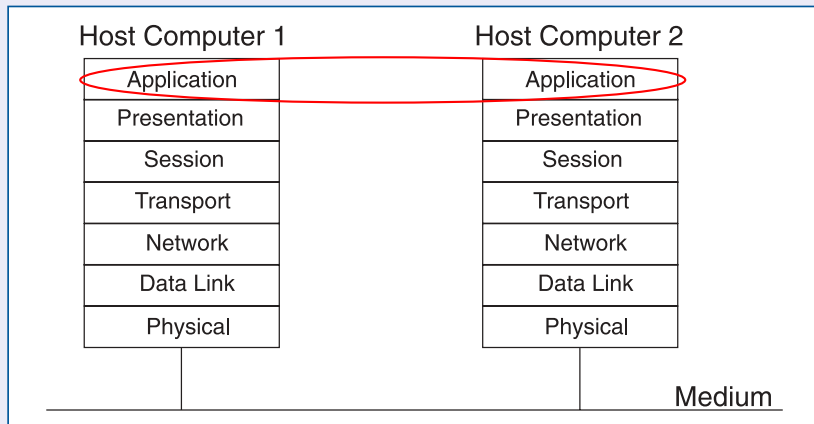 Host Computer 1
Application
Presentation
Session
Transport
Network
Data Link
Physical
Host Computer 2
Application
Presentation
Session
Transport
Network
Data Link
Physical
Medium